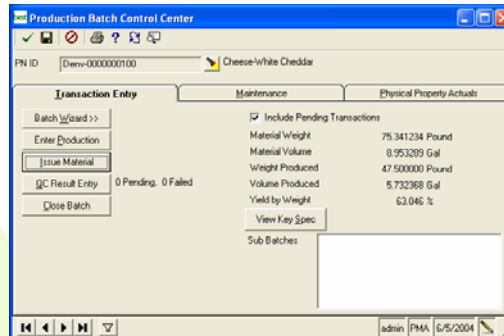 Production Batch Control Center
PN ID Denv-0000000100 Cheese-White Cheddar
Transaction Entry Maintenance Physical Property Actuals
Batch Wizard >>
Include Pending Transactions
Enter Production
Material Weight 75.341234 Pound
Material Volume 8.953289 Gal
Issue Material
Weight Produced 47.500000 Pound
QC Result Entry 0 Pending, 0 Failed
Volume Produced 5.732368 Gal
Close Batch
Yield by Weight 63.046 %
View Key Spec
Sub Batches
admin PMA 6/5/2004